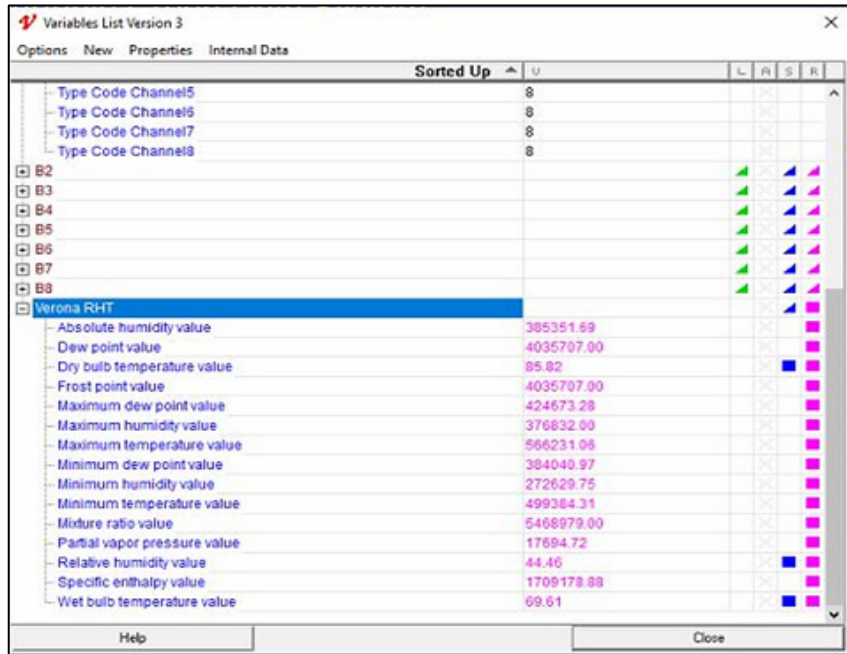 Variables List Version 3
Options New Properties Internal Data
Sorted Up U L A S R
Type Code Channel5 8
Type Code Channel6 8
Type Code Channel7 8
Type Code Channel8 8
B2
B3
B4
B5
B6
B7
B8
Verona RHT
Absolute humidity value 385351.69
Dew point value 4035707.00
Dry bulb temperature value 85.82
Frost point value 4035707.00
Maximum dew point value 424673.28
Maximum humidity value 376832.00
Maximum temperature value 566231.06
Minimum dew point value 384040.97
Minimum humidity value 272629.75
Minimum temperature value 499384.31
Mixture ratio value 5468979.00
Partial vapor pressure value 17694.72
Relative humidity value 44.46
Specific enthalpy value 1709178.88
Wet bulb temperature value 69.61
Help Close